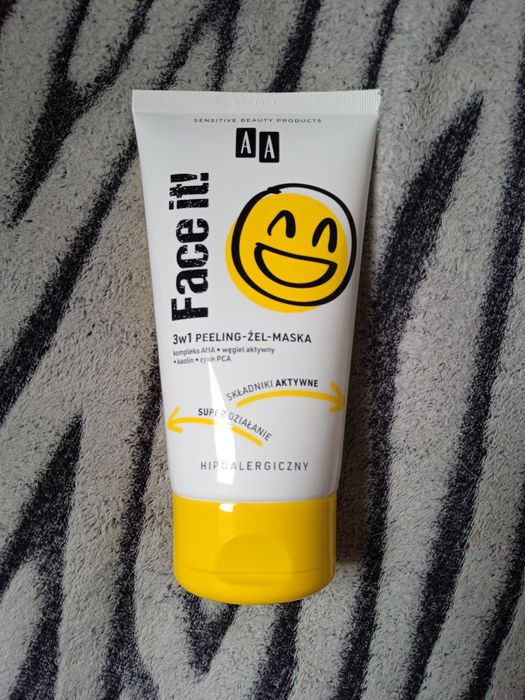 SENSITIVE BEAUTY PRODUCTS
AA
Face it!
3w1 PEELING-ŻEL-MASKA
kompleks AHA • węgiel aktywny
• kaolin • cynk PCA
SKŁADNIKI AKTYWNE
SUPER DZIAŁANIE
HIPOALERGICZNY